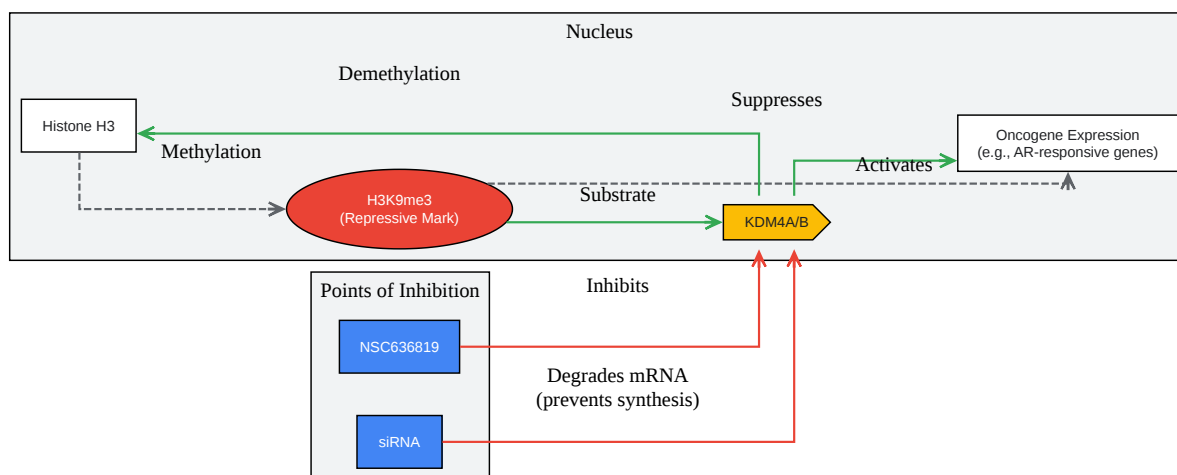 Nucleus
Demethylation
Suppresses
Histone H3
Oncogene Expression
(e.g., AR-responsive genes)
Methylation
Activates
H3K9me3
(Repressive Mark)
Substrate
KDM4A/B
Points of Inhibition
Inhibits
NSC636819
Degrades mRNA
(prevents synthesis)
siRNA